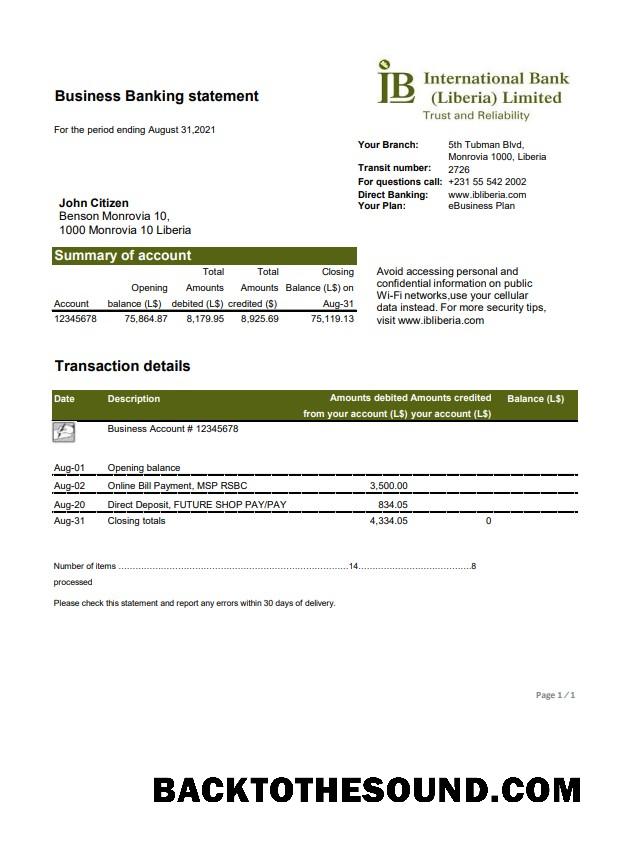 Business Banking statement
For the period ending August 31,2021
iB International Bank
(Liberia) Limited
Trust and Reliability
Your Branch: 5th Tubman Blvd,
Monrovia 1000, Liberia
Transit number: 2726
For questions call: +231 55 542 2002
Direct Banking: www.ibliberia.com
Your Plan: eBusiness Plan
John Citizen
Benson Monrovia 10,
1000 Monrovia 10 Liberia
Summary of account
Total Total Closing
Opening Amounts Amounts Balance (L$) on
Account balance (L$) debited (L$) credited ($) Aug-31
12345678 75,864.87 8,179.95 8,925.69 75,119.13
Avoid accessing personal and
confidential information on public
Wi-Fi networks,use your cellular
data instead. For more security tips,
visit www.ibliberia.com
Transaction details
Date Description Amounts debited Amounts credited Balance (L$)
from your account (L$) your account (L$)
Business Account # 12345678
Aug-01 Opening balance
Aug-02 Online Bill Payment, MSP RSBC 3,500.00
Aug-20 Direct Deposit, FUTURE SHOP PAY/PAY 834.05
Aug-31 Closing totals 4,334.05 0
Number of items ...14...8
processed
Please check this statement and report any errors within 30 days of delivery.
Page 1 / 1
BACKTOTHESOUND.COM